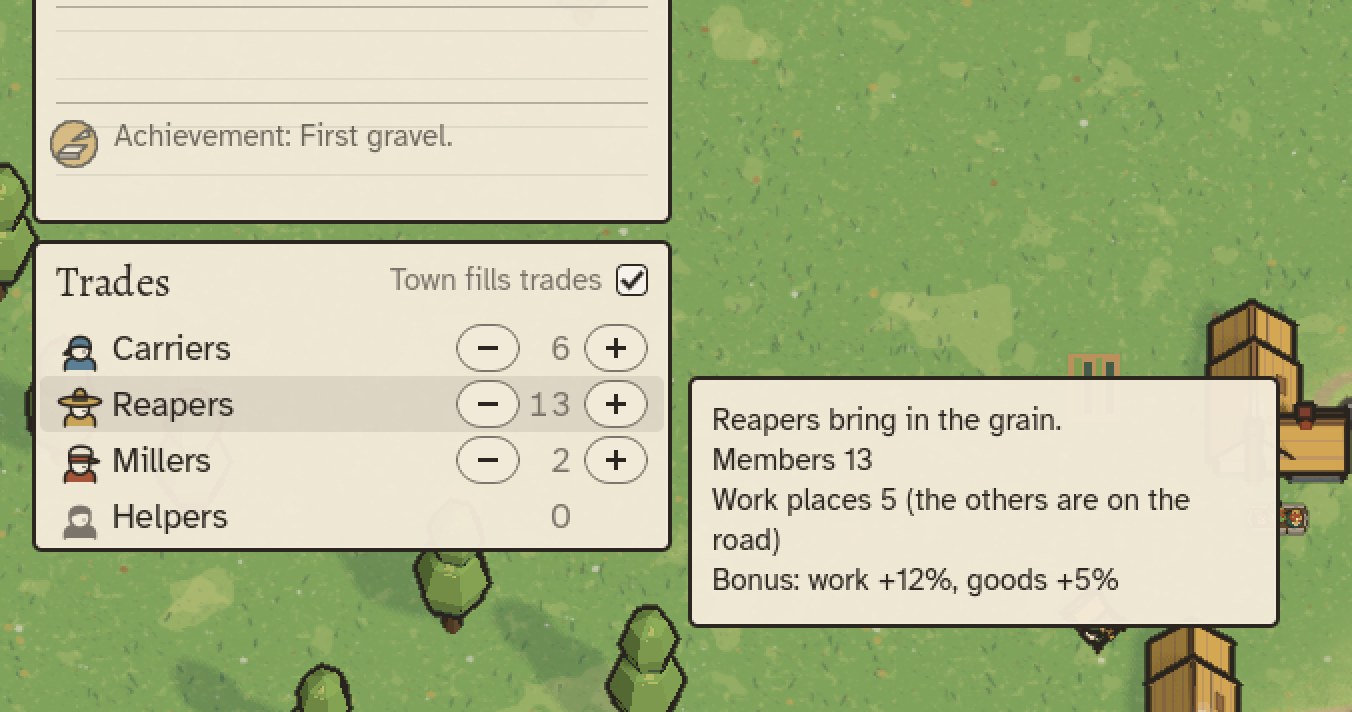 Achievement: First gravel.
Trades
Town fills trades
Carriers
− 6 +
Reapers
− 13 +
Millers
− 2 +
Helpers
0
Reapers bring in the grain.
Members 13
Work places 5 (the others are on the
road)
Bonus: work +12%, goods +5%